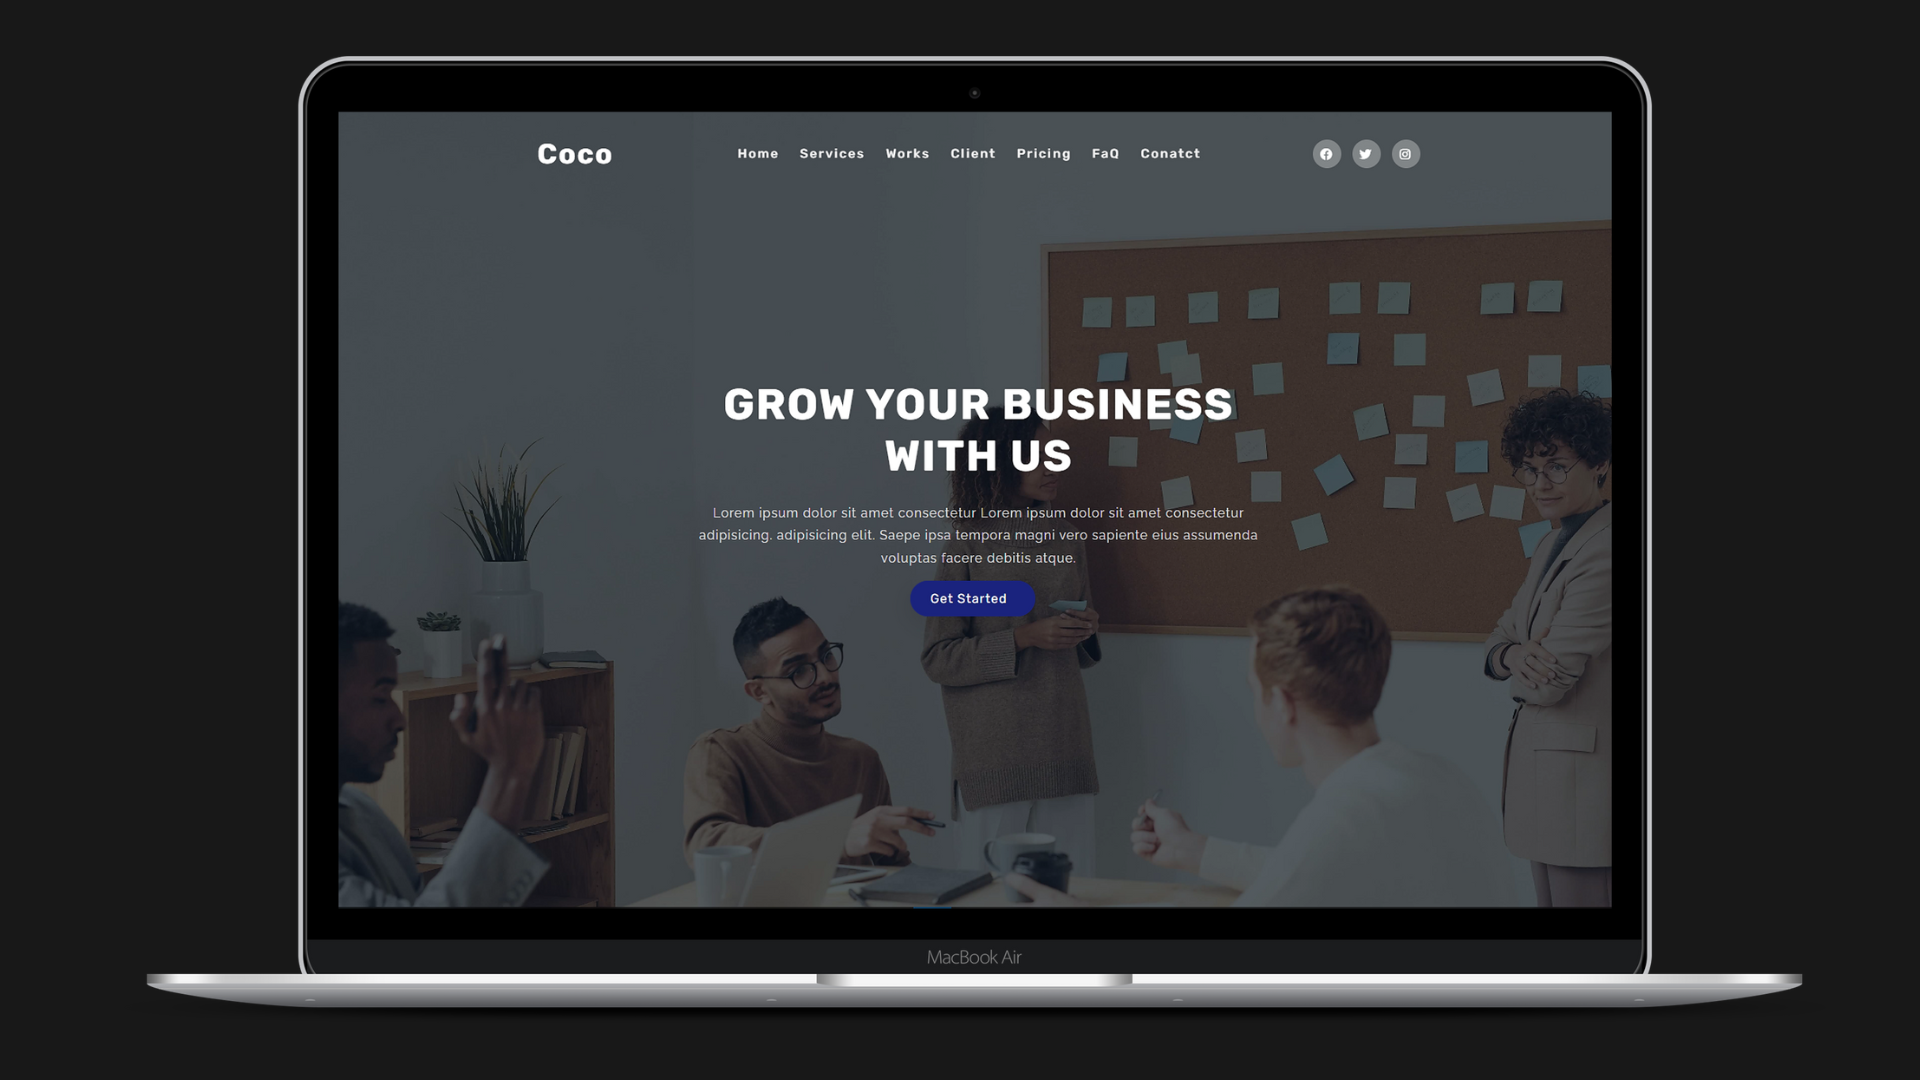 Coco
Home Services Works Client Pricing FaQ Conatct
GROW YOUR BUSINESS
WITH US
Lorem ipsum dolor sit amet consectetur Lorem ipsum dolor sit amet consectetur
adipisicing. adipisicing elit. Saepe ipsa tempora magni vero sapiente eius assumenda
voluptas facere debitis atque.
Get Started
MacBook Air